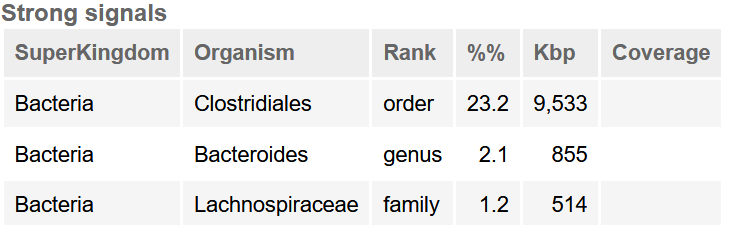 Strong signals
SuperKingdom Organism Rank %% Kbp Coverage
Bacteria Clostridiales order 23.2 9,533
Bacteria Bacteroides genus 2.1 855
Bacteria Lachnospiraceae family 1.2 514